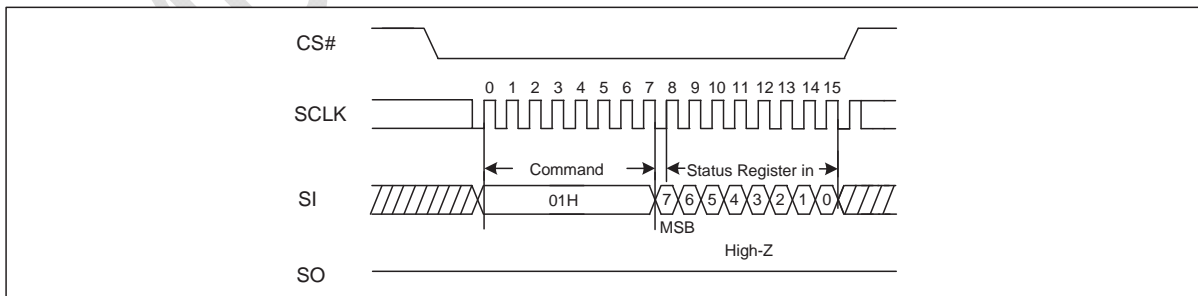 CS#
0 1 2 3 4 5 6 7 8 9 10 11 12 13 14 15
SCLK
Command Status Register in
SI 01H 7 6 5 4 3 2 1 0
MSB
High-Z
SO